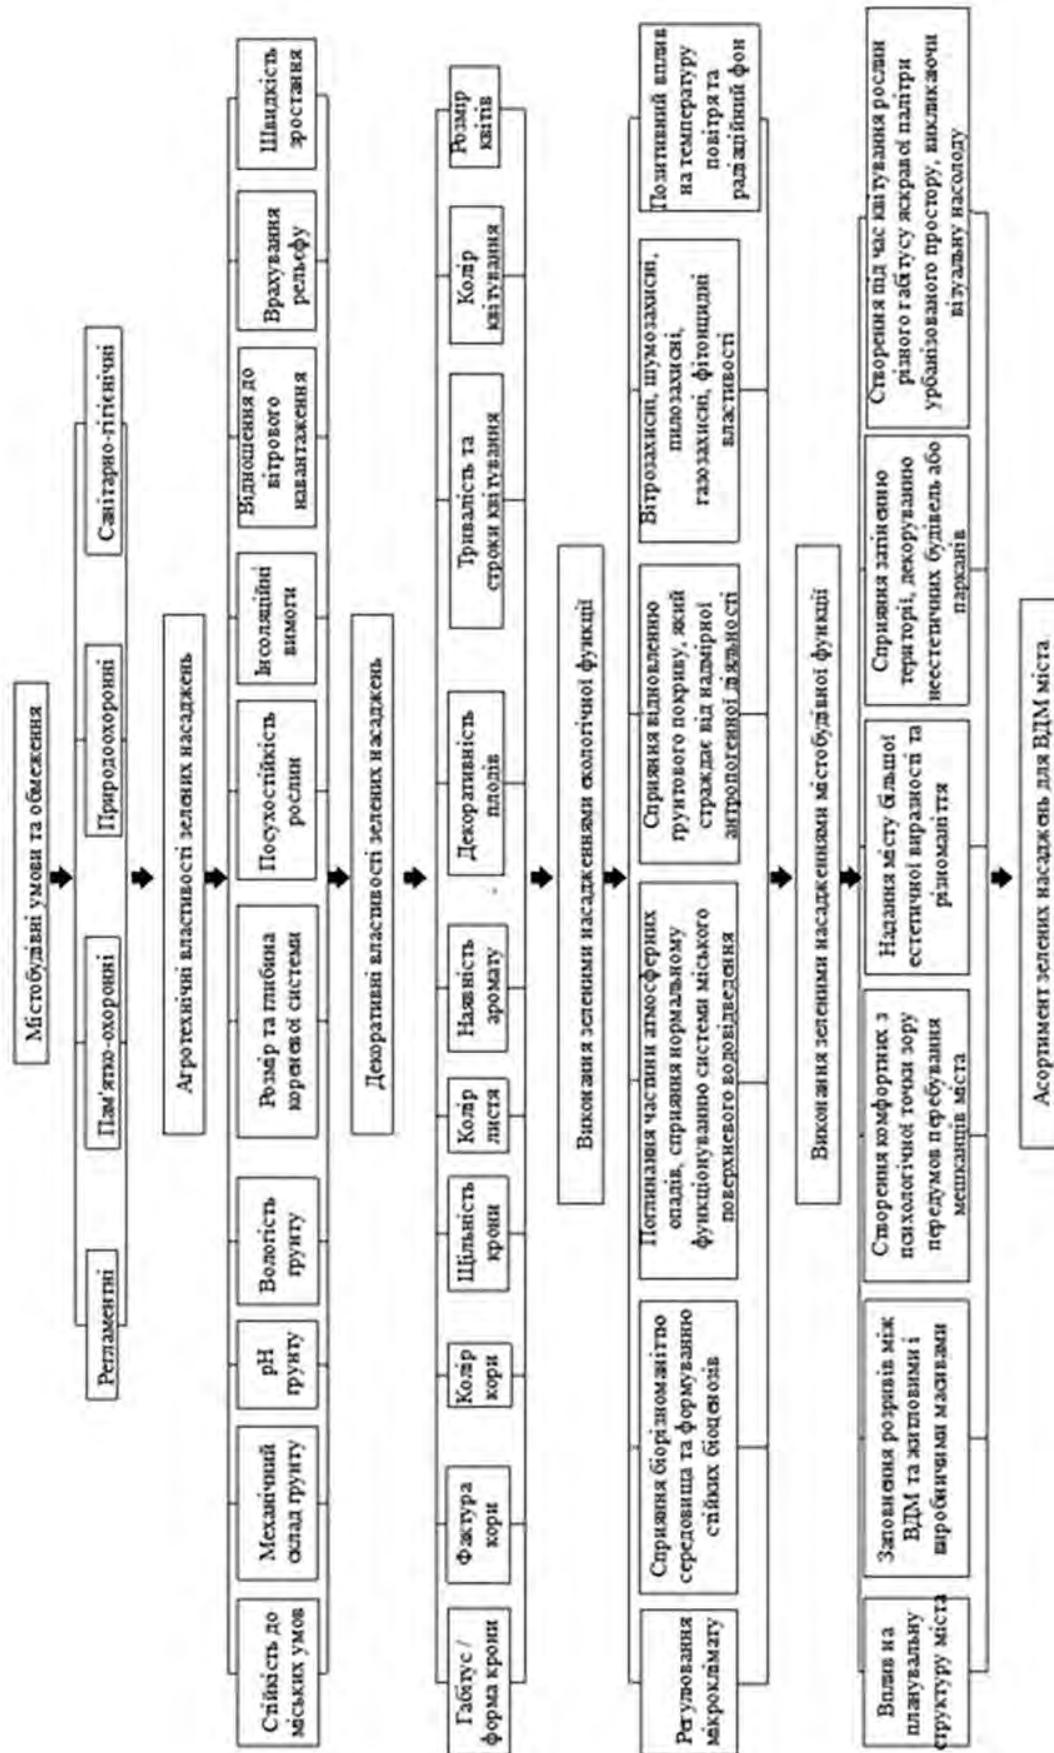 Містобудівні умови та обмеження
Регламентні
Пам'ятко-охоронні
Природоохоронні
Санітарно-гігієнічні
Агротехнічні властивості зелених насаджень
Стійкість до
міських умов
Механічний
склад ґрунту
рН
ґрунту
Вологість
ґрунту
Розмір та глибина
кореневої системи
Посухостійкість
рослин
Інсоляційні
вимоги
Відношення до
вітрового
навантаження
Врахування
рельєфу
Швидкість
зростання
Декоративні властивості зелених насаджень
Габітус /
форма крони
Фактура
кори
Колір
кори
Щільність
крони
Колір
листя
Наявність
аромату
Декоративність
плодів
Тривалість та
строки квітування
Колір
квітування
Розмір
квітів
Виконання зеленими насадженнями екологічної функції
Регулювання
мікроклімату
Сприяння біорізноманіттю
середовища та формуванню
стійких біоценозів
Поглинання частини атмосферних
опадів, сприяння нормальному
функціонуванню системи міського
поверхневого водовідведення
Сприяння відновленню
ґрунтового покриву, який
страждає від надмірної
антропогенної діяльності
Вітрозахисні, шумозахисні,
пилозахисні,
газозахисні, фітонцидні
властивості
Позитивний вплив
на температуру
повітря та
радіаційний фон
Виконання зеленими насадженнями містобудівної функції
Вплив на
планувальну
структуру міста
Заповнення розривів між
ВДМ та житловими і
виробничими масивами
Створення комфортних з
психологічної точки зору
передумов перебування
мешканців міста
Надання місту більшої
естетичної виразності та
різноманіття
Сприяння затіненню
території, декоруванню
неестетичних будівель або
парканів
Створення під час квітування рослин
різного габітусу яскравої палітри
урбанізованого простору, викликаючи
візуальну насолоду
Асортимент зелених насаджень для ВДМ міста